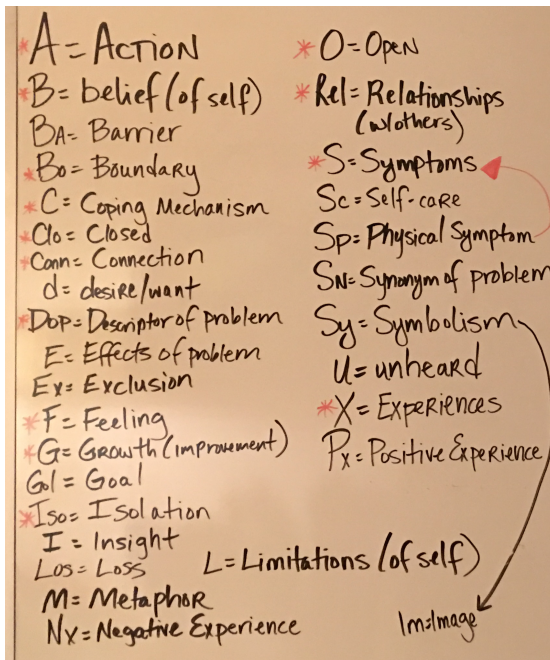 *A = ACTION
*B = belief (of self)
BA = Barrier
*Bo = Boundary
*C = Coping Mechanism
*Clo = Closed
*Conn = Connection
d = desire/want
*Dop = Descriptor of problem
E = Effects of problem
Ex = Exclusion
*F = Feeling
*G = GROWTH (improvement)
Gol = Goal
*Iso = Isolation
I = Insight
Los = Loss
M = Metaphor
Nx = Negative Experience
*O = Open
*Rel = Relationships
(w/others)
*S = Symptoms
Sc = Self-care
Sp = Physical Symptom
SN = Synonym of problem
Sy = Symbolism
U = unheard
*X = Experiences
Px = Positive Experience
L = Limitations (of self)
Im = Image